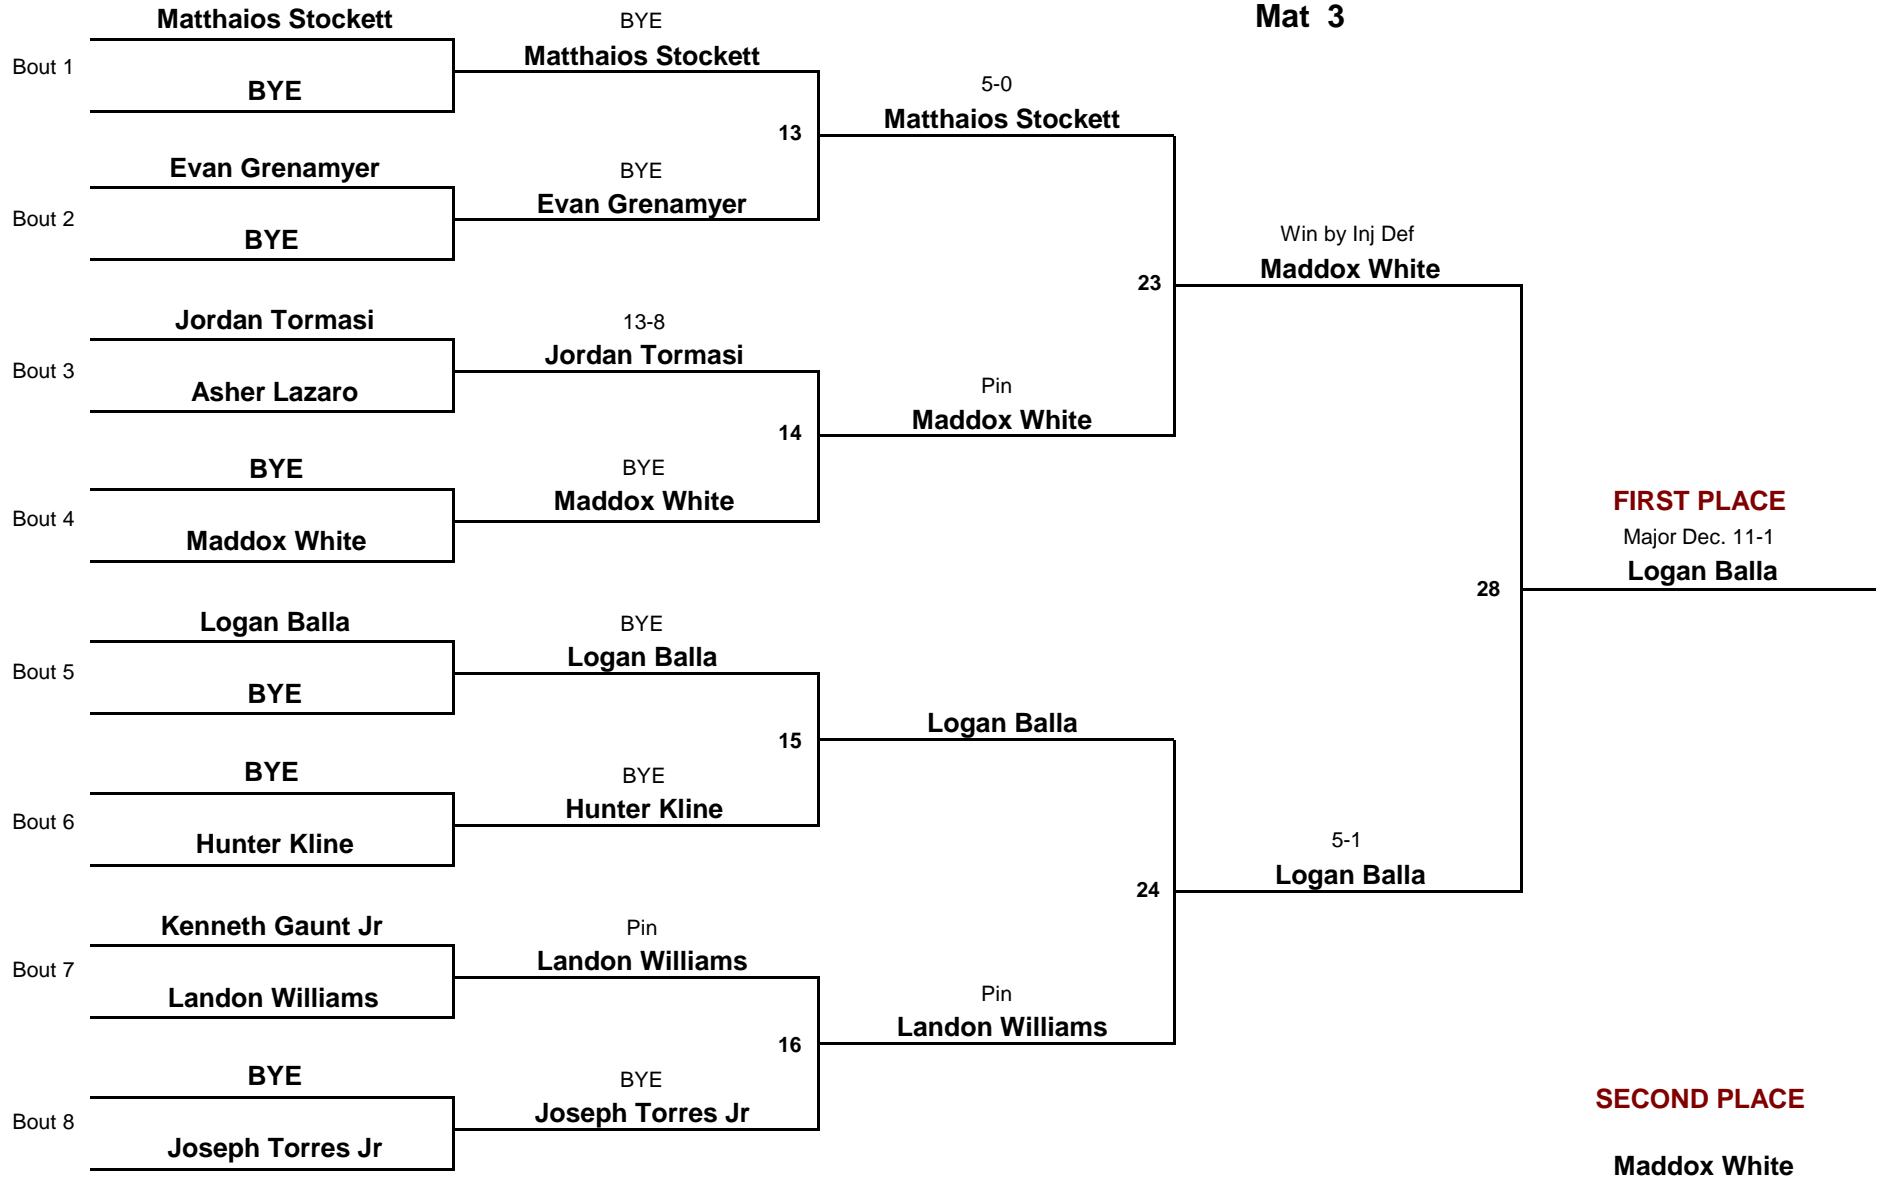 Mat 3
Matthaios Stockett
Bout 1
BYE
Evan Grenamyer
Bout 2
BYE
Jordan Tormasi
Bout 3
Asher Lazaro
BYE
Bout 4
Maddox White
Logan Balla
Bout 5
BYE
BYE
Bout 6
Hunter Kline
Kenneth Gaunt Jr
Bout 7
Landon Williams
BYE
Bout 8
Joseph Torres Jr
BYE
Matthaios Stockett
13
BYE
Evan Grenamyer
13-8
Jordan Tormasi
14
BYE
Maddox White
BYE
Logan Balla
15
BYE
Hunter Kline
Pin
Landon Williams
16
BYE
Joseph Torres Jr
5-0
Matthaios Stockett
23
Pin
Maddox White
Logan Balla
24
Pin
Landon Williams
Win by Inj Def
Maddox White
28
5-1
Logan Balla
FIRST PLACE
Major Dec. 11-1
Logan Balla
SECOND PLACE
Maddox White